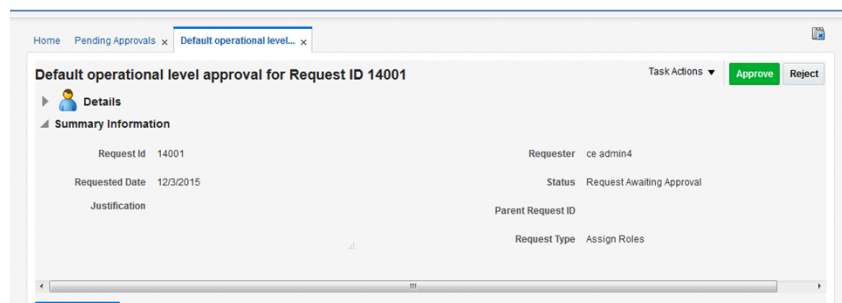 Home Pending Approvals x Default operational level... x
Default operational level approval for Request ID 14001 Task Actions ▼ Approve Reject
Details
Summary Information
Request Id 14001 Requester ce admin4
Requested Date 12/3/2015 Status Request Awaiting Approval
Justification Parent Request ID
Request Type Assign Roles